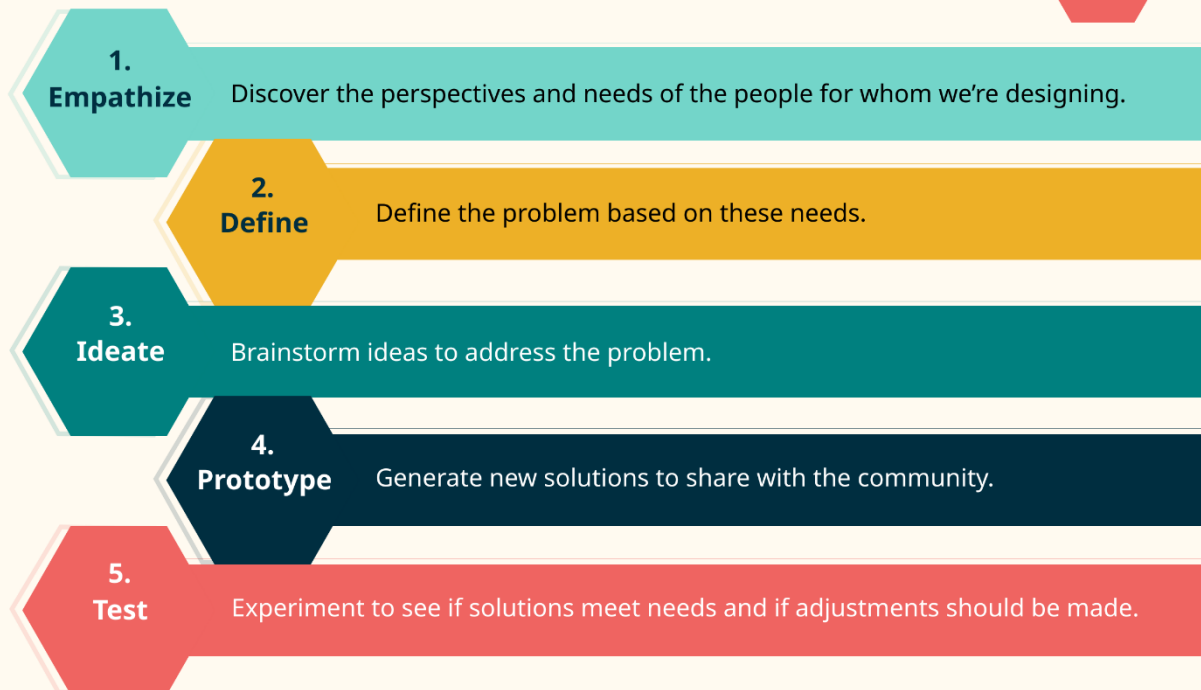 1.
Empathize
Discover the perspectives and needs of the people for whom we’re designing.
2.
Define
Define the problem based on these needs.
3.
Ideate
Brainstorm ideas to address the problem.
4.
Prototype
Generate new solutions to share with the community.
5.
Test
Experiment to see if solutions meet needs and if adjustments should be made.